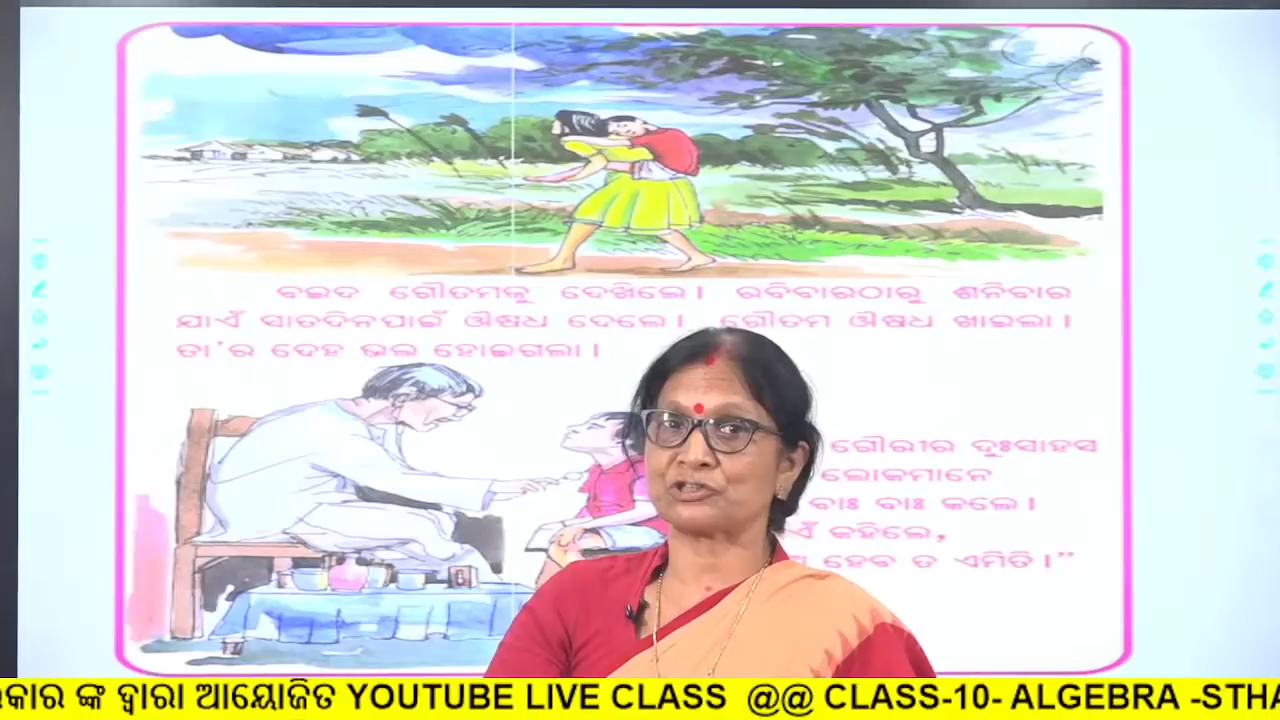 ବଇଦ ଗୌତମକୁ ଦେଖିଲେ। ରବିବାରଠାରୁ ଶନିବାର
ଯାଏଁ ସାତଦିନପାଇଁ ଔଷଧ ଦେଲେ। ଗୌତମ ଔଷଧ ଖାଇଲା।
ତା'ର ଦେହ ଭଲ ହୋଇଗଲା।
ଗୌରୀର ଦୁଃସାହସ
ଲୋକମାନେ
ବାଃ ବାଃ କଲେ।
କହିଲେ,
ହେବ ତ ଏମିତି।”
ଙ୍କ ଦ୍ୱାରା ଆୟୋଜିତ YOUTUBE LIVE CLASS @@ CLASS-10- ALGEBRA -STHA